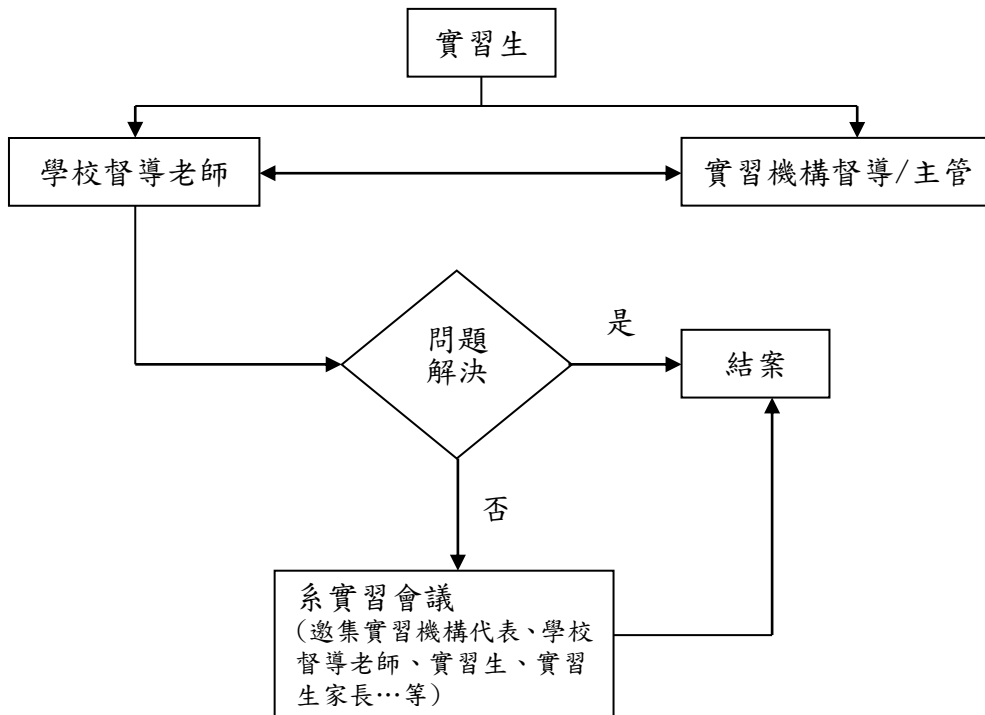 實習生
學校督導老師
實習機構督導/主管
問題
解決
是
結案
否
系實習會議
(邀集實習機構代表、學校
督導老師、實習生、實習
生家長…等)